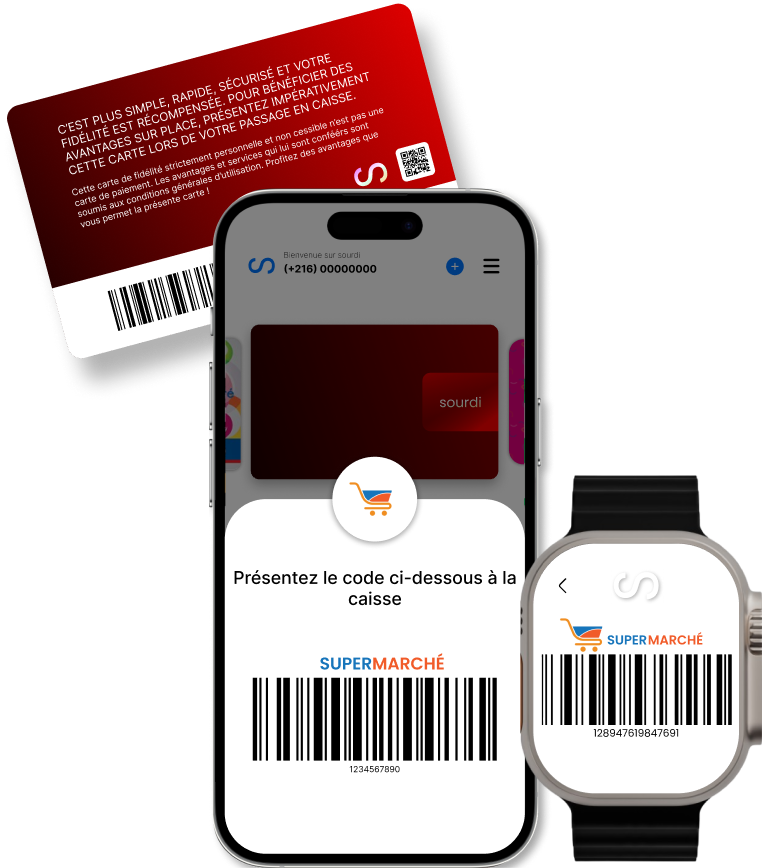 C'EST PLUS SIMPLE, RAPIDE, SÉCURISÉ ET VOTRE
FIDÉLITÉ EST RÉCOMPENSÉE. POUR BÉNÉFICIER DES
AVANTAGES SUR PLACE, PRÉSENTEZ IMPÉRATIVEMENT
CETTE CARTE LORS DE VOTRE PASSAGE EN CAISSE.
Cette carte de fidélité strictement personnelle et non cessible n'est pas une
carte de paiement. Les avantages et services qui lui sont conféérs sont
soumis aux conditions générales d'utilisation. Profitez des avantages que
vous permet la présente carte !
Bienvenue sur sourdi
(+216) 00000000
sourdi
Présentez le code ci-dessous à la
caisse
SUPERMARCHÉ
1234567890
SUPERMARCHÉ
128947619847691